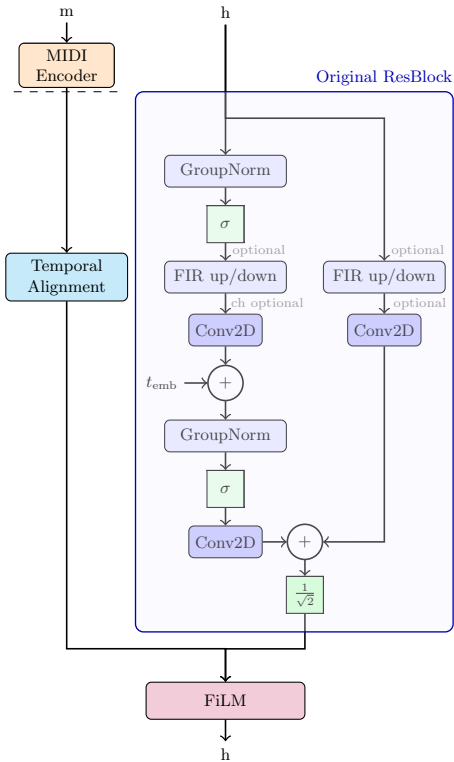 m
h
MIDI
Encoder
Original ResBlock
GroupNorm
σ
optional
optional
FIR up/down
FIR up/down
ch optional
optional
Conv2D
Conv2D
Temporal
Alignment
t_emb
+
GroupNorm
σ
Conv2D
+
1/√2
FiLM
h